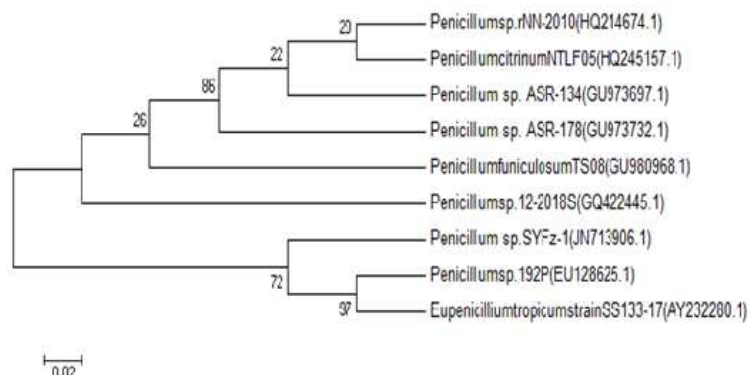 20
Penicillumsp.rNN-2010(HQ214674.1)
22
PenicillumcitrinumNTLF05(HQ245157.1)
86
Penicillum sp. ASR-134(GU973697.1)
26
Penicillum sp. ASR-178(GU973732.1)
PenicillumfuniculosumTS08(GU980968.1)
Penicillumsp.12-2018S(GQ422445.1)
Penicillum sp.SYFz-1(JN713906.1)
72
Penicillumsp.192P(EU128625.1)
97
EupenicilliumtropicumstrainSS133-17(AY232280.1)
0.02